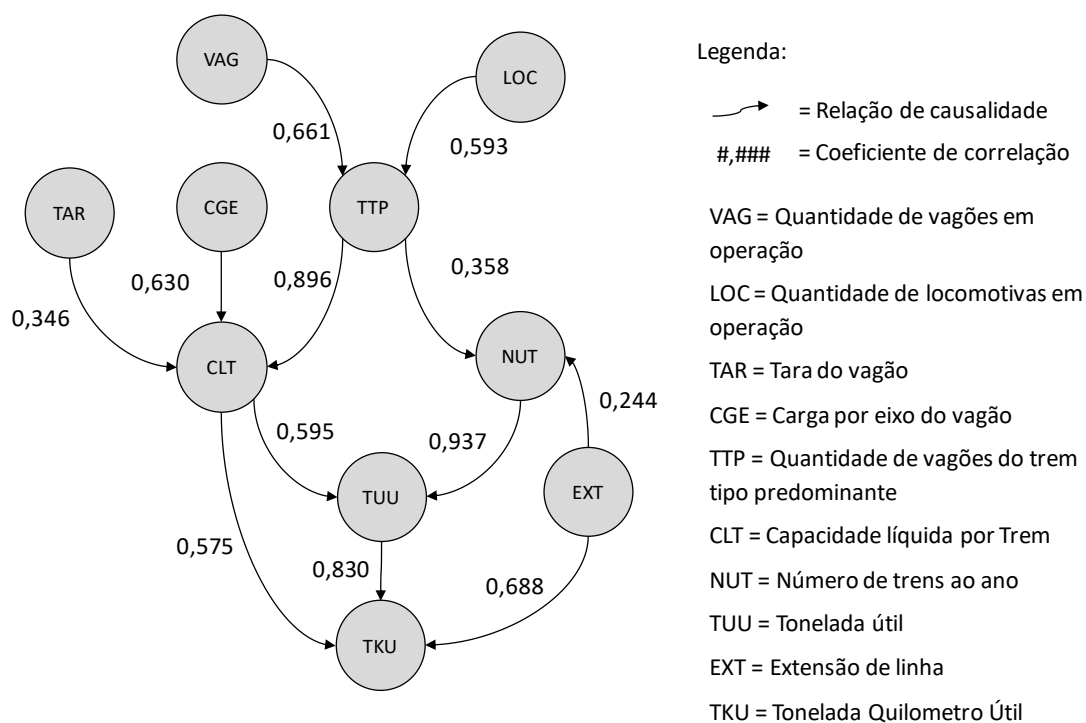 VAG
LOC
0,661
0,593
TAR
CGE
TTP
0,346
0,630
0,896
0,358
CLT
NUT
0,244
0,595
0,937
TUU
EXT
0,575
0,830
0,688
TKU
Legenda:
= Relação de causalidade
#,### = Coeficiente de correlação
VAG = Quantidade de vagões em
operação
LOC = Quantidade de locomotivas em
operação
TAR = Tara do vagão
CGE = Carga por eixo do vagão
TTP = Quantidade de vagões do trem
tipo predominante
CLT = Capacidade líquida por Trem
NUT = Número de trens ao ano
TUU = Tonelada útil
EXT = Extensão de linha
TKU = Tonelada Quilometro Útil